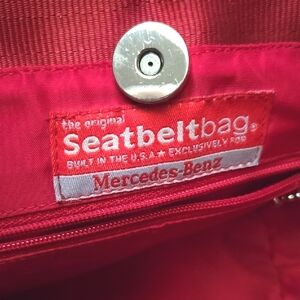 the original
Seatbeltbag®
BUILT IN THE U.S.A★ EXCLUSIVELY FOR
Mercedes-Benz